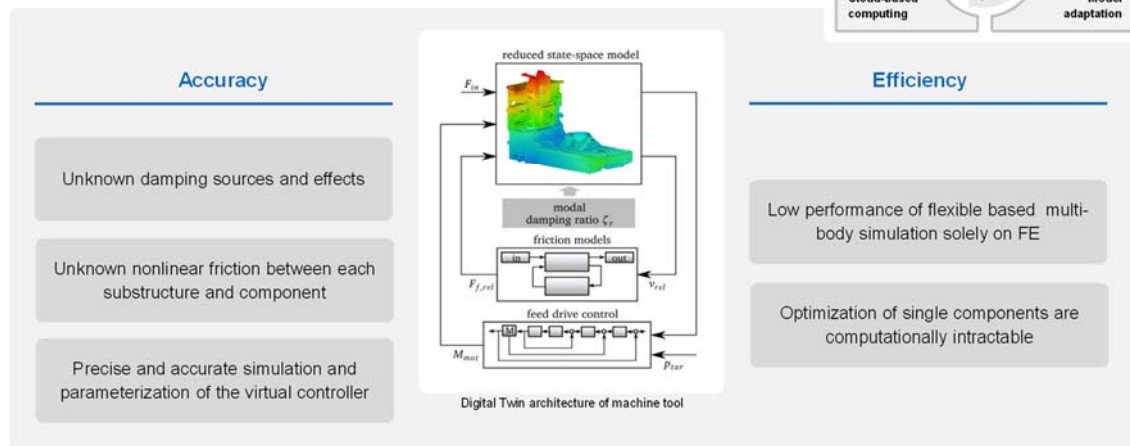 Cloud-based
computing
Model
adaptation
Accuracy
Unknown damping sources and effects
Unknown nonlinear friction between each
substructure and component
Precise and accurate simulation and
parameterization of the virtual controller
reduced state-space model
F_in
modal
damping ratio ζ_r
friction models
in
out
F_f,rel
v_rel
feed drive control
M
M_mot
p_tar
Digital Twin architecture of machine tool
Efficiency
Low performance of flexible based multi-
body simulation solely on FE
Optimization of single components are
computationally intractable